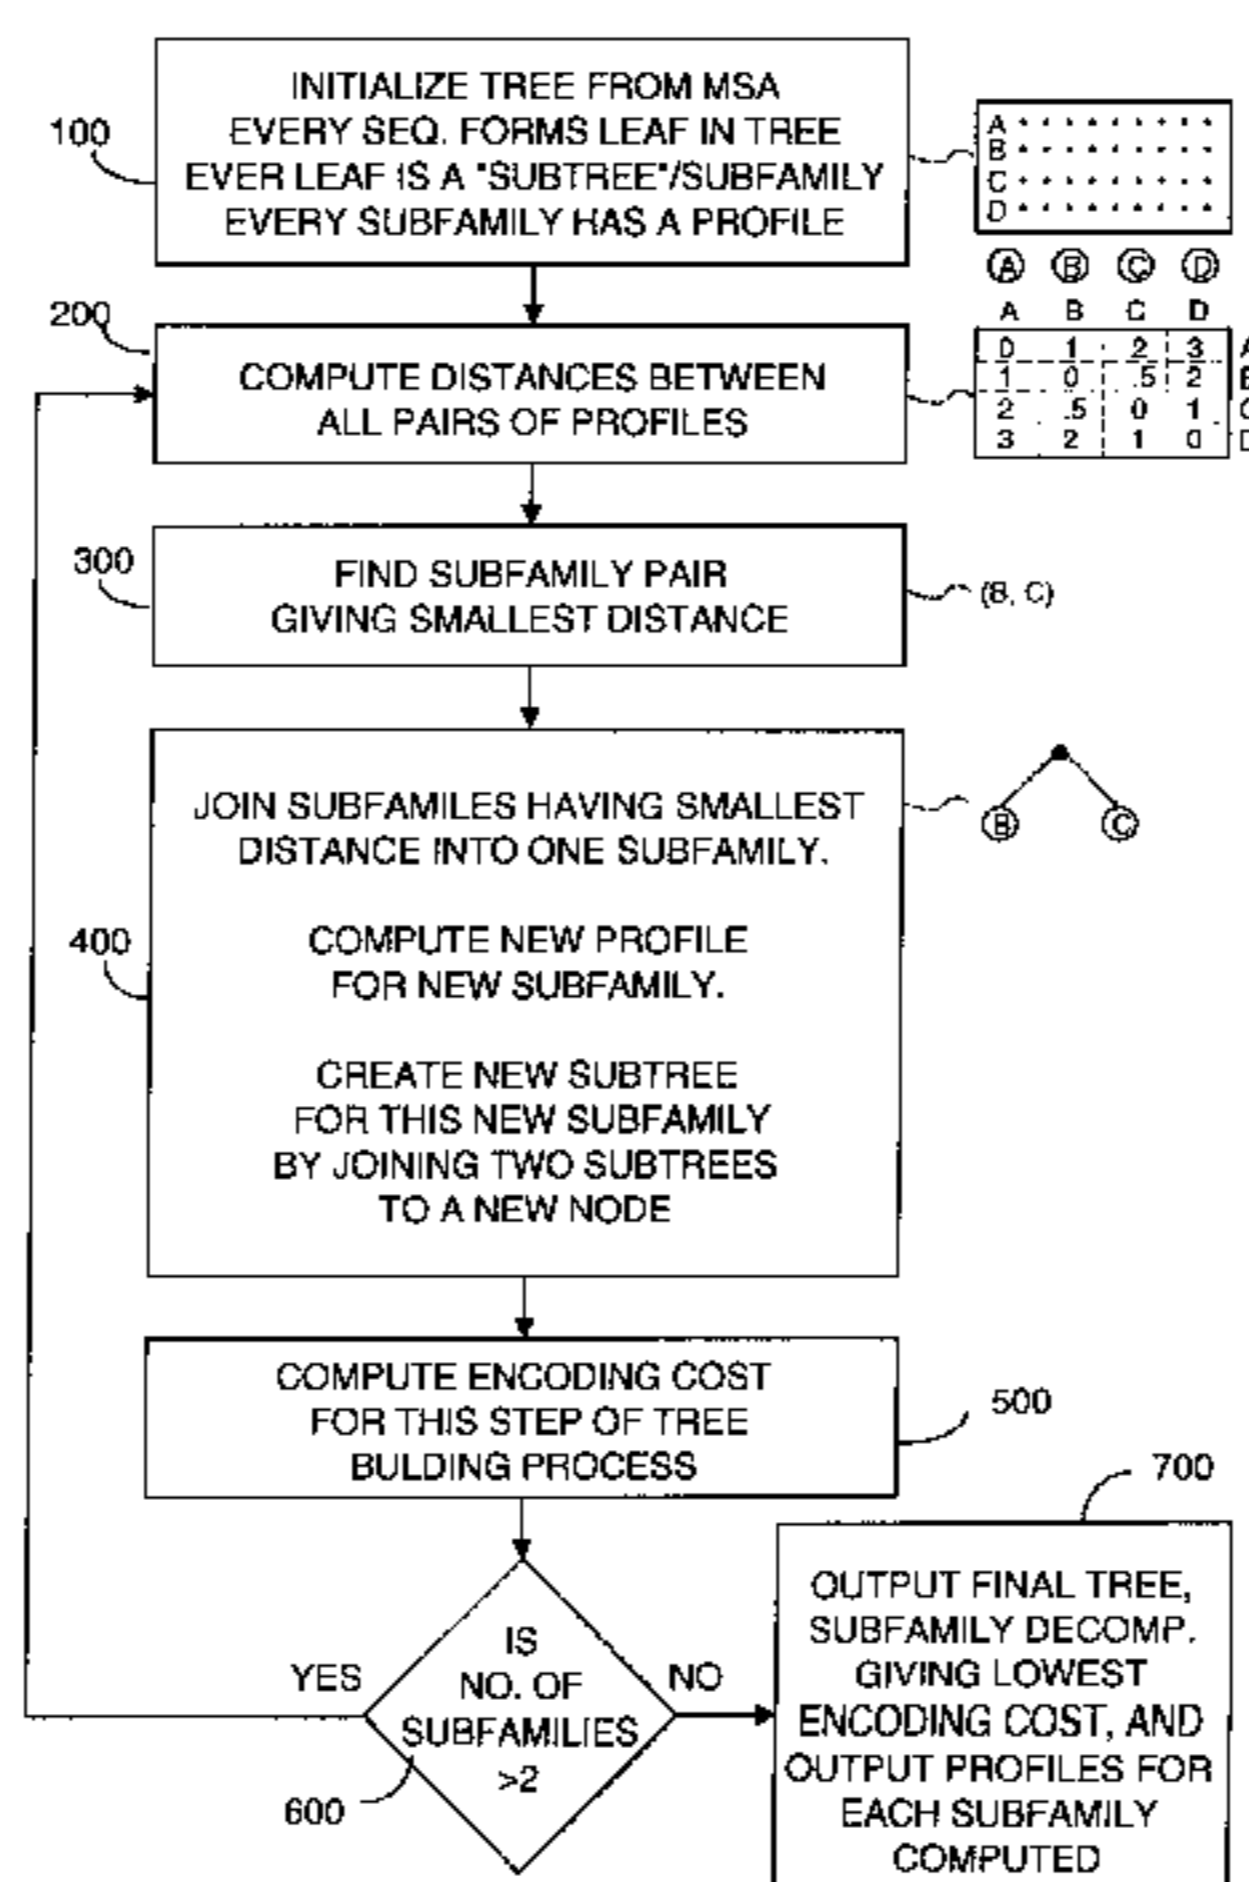 INITIALIZE TREE FROM MSA
EVERY SEQ. FORMS LEAF IN TREE
EVER LEAF IS A "SUBTREE"/SUBFAMILY
EVERY SUBFAMILY HAS A PROFILE
100
A
B
C
D
A B C D
200
COMPUTE DISTANCES BETWEEN
ALL PAIRS OF PROFILES
A B C D
0 1 2 3
1 0 .5 2
2 .5 0 1
3 2 1 0
300
FIND SUBFAMILY PAIR
GIVING SMALLEST DISTANCE
(B, C)
JOIN SUBFAMILES HAVING SMALLEST
DISTANCE INTO ONE SUBFAMILY.
B C
400
COMPUTE NEW PROFILE
FOR NEW SUBFAMILY.
CREATE NEW SUBTREE
FOR THIS NEW SUBFAMILY
BY JOINING TWO SUBTREES
TO A NEW NODE
COMPUTE ENCODING COST
FOR THIS STEP OF TREE
BULDING PROCESS
500
IS
NO. OF
SUBFAMILIES
>2
YES
NO
600
700
OUTPUT FINAL TREE,
SUBFAMILY DECOMP.
GIVING LOWEST
ENCODING COST, AND
OUTPUT PROFILES FOR
EACH SUBFAMILY
COMPUTED